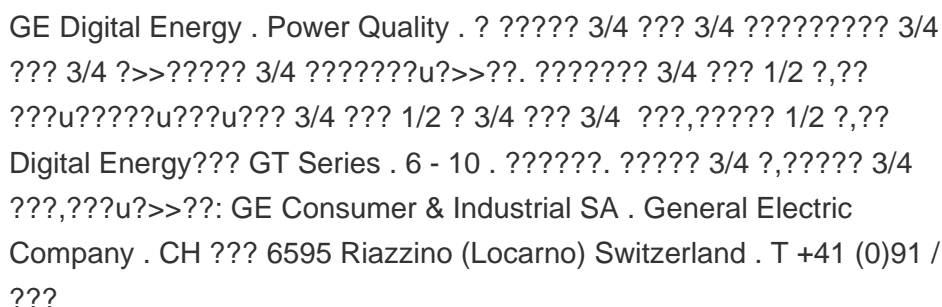 GE Digital Energy . Power Quality . ? ????? 3/4 ??? 3/4 ????????? 3/4
??? 3/4 ?>>????? 3/4 ???????u?>>??. ??????? 3/4 ??? 1/2 ?,??
???u?????u???u??? 3/4 ??? 1/2 ? 3/4 ??? 3/4  ???,????? 1/2 ?,??
Digital Energy??? GT Series . 6 - 10 . ??????. ????? 3/4 ?,????? 3/4
???,???u?>>??: GE Consumer & Industrial SA . General Electric
Company . CH ??? 6595 Riazzino (Locarno) Switzerland . T +41 (0)91 /
???